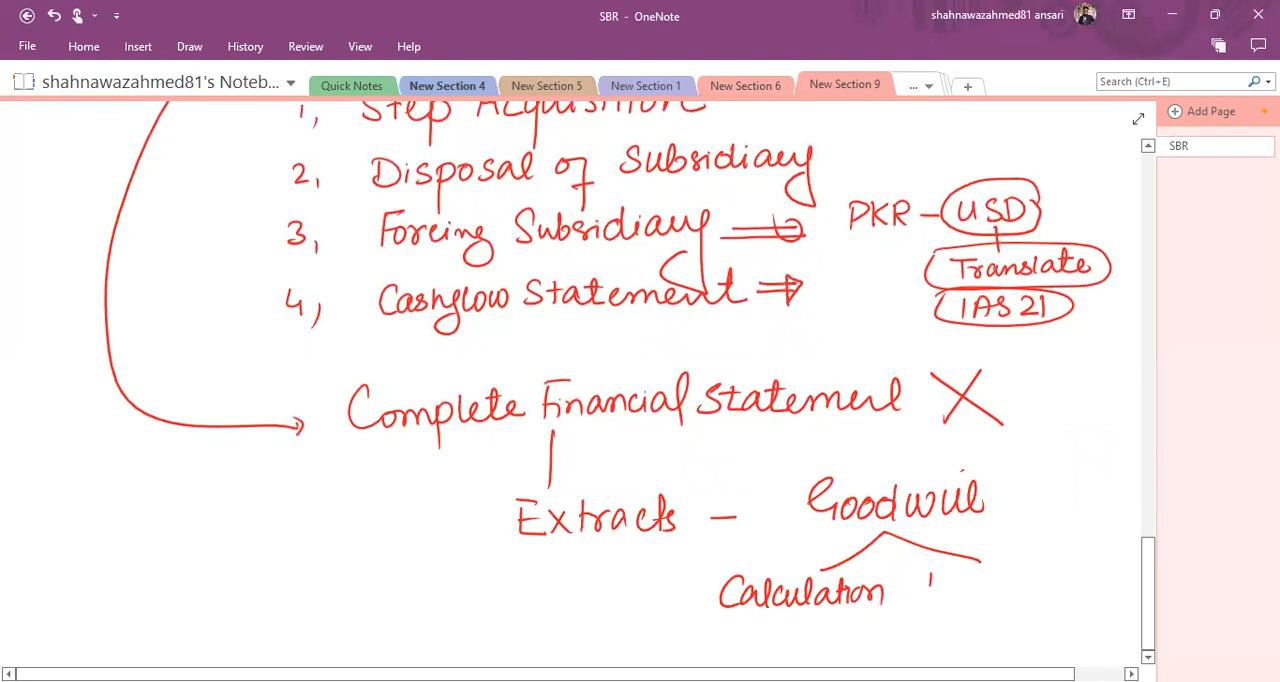 SBR - OneNote
shahnawazahmed81 ansari
File Home Insert Draw History Review View Help
shahnawazahmed81's Noteb... Quick Notes New Section 4 New Section 5 New Section 1 New Section 6 New Section 9 ... + Search (Ctrl+E)
Add Page
SBR
1, Step Acquisition
2, Disposal of Subsidiary
3, Foreing Subsidiary ⇒ PKR - USD
Translate
4, Cashflow Statement ⇒ IAS 21
Complete Financial Statement X
Extracts - Goodwill
Calculation